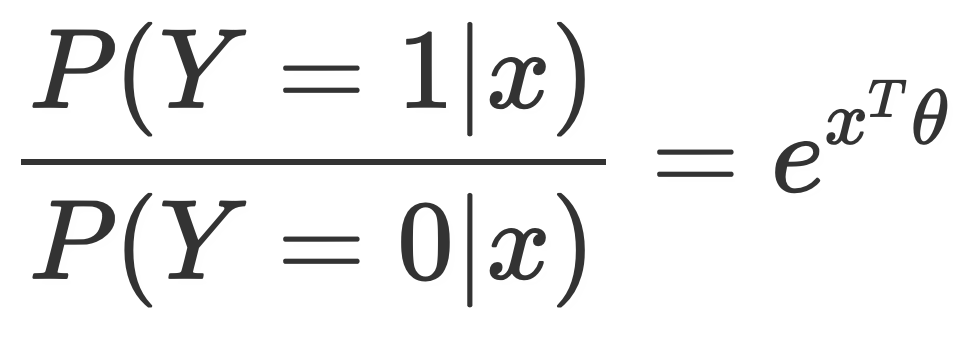 P(Y = 1|x)
P(Y = 0|x)
= e^{x^T θ}